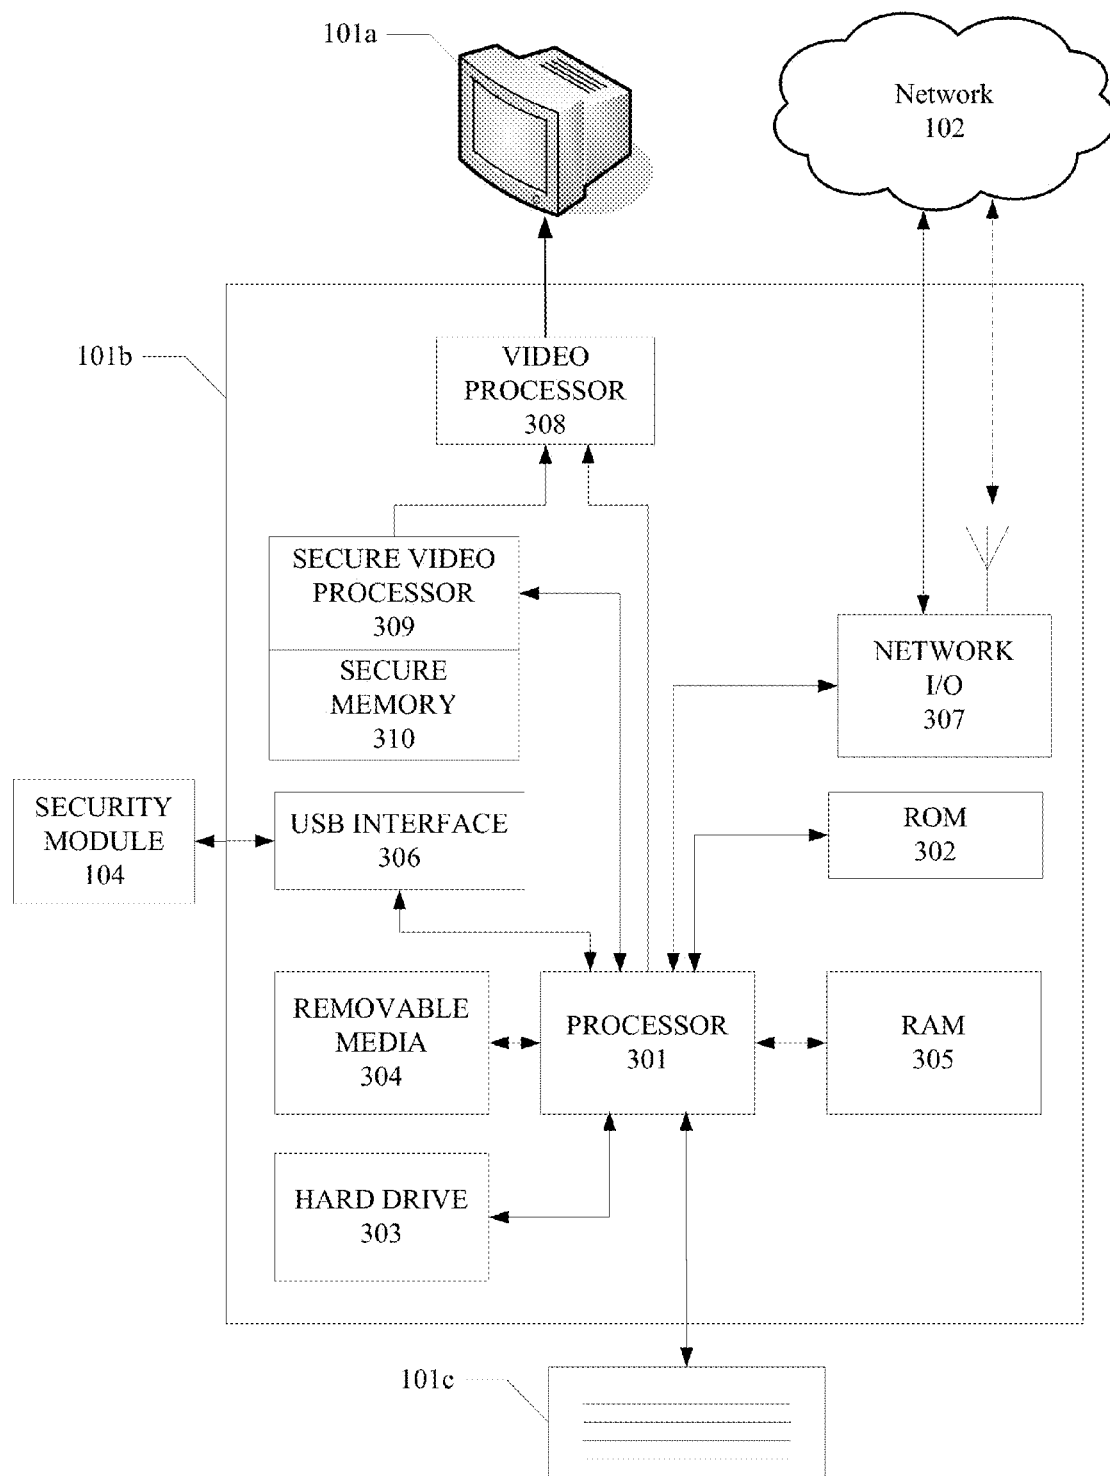 101a
Network
102
101b
VIDEO
PROCESSOR
308
SECURE VIDEO
PROCESSOR
309
SECURE
MEMORY
310
NETWORK
I/O
307
SECURITY
MODULE
104
USB INTERFACE
306
ROM
302
REMOVABLE
MEDIA
304
PROCESSOR
301
RAM
305
HARD DRIVE
303
101c